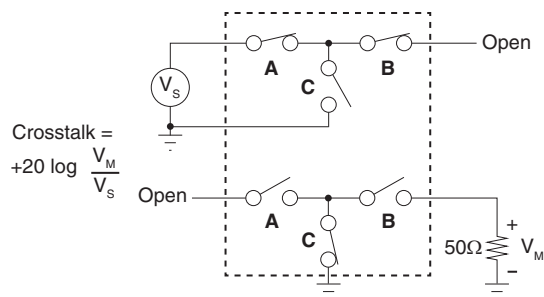 Open
A
B
C
V_S
Crosstalk =
+20 log V_M
V_S
Open
A
B
C
50Ω
+
V_M
−